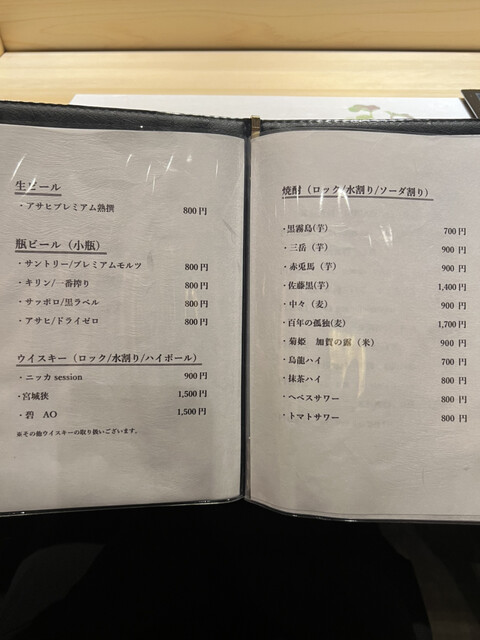 生ビール
・アサヒプレミアム熟撰 800円
瓶ビール（小瓶）
・サントリー/プレミアムモルツ 800円
・キリン/一番搾り 800円
・サッポロ/黒ラベル 800円
・アサヒ/ドライゼロ 800円
ウイスキー（ロック/水割り/ハイボール）
・ニッカ session 900円
・宮城狭 1,500円
・碧 AO 1,500円
※その他ウイスキーの取り扱いございます。
焼酎（ロック/水割り/ソーダ割り）
・黒霧島(芋) 700円
・三岳（芋） 900円
・赤兎馬（芋） 900円
・佐藤黒(芋) 1,400円
・中々（麦） 900円
・百年の孤独(麦) 1,700円
・菊姫 加賀の露（米） 900円
・烏龍ハイ 700円
・抹茶ハイ 800円
・ヘベスサワー 800円
・トマトサワー 800円